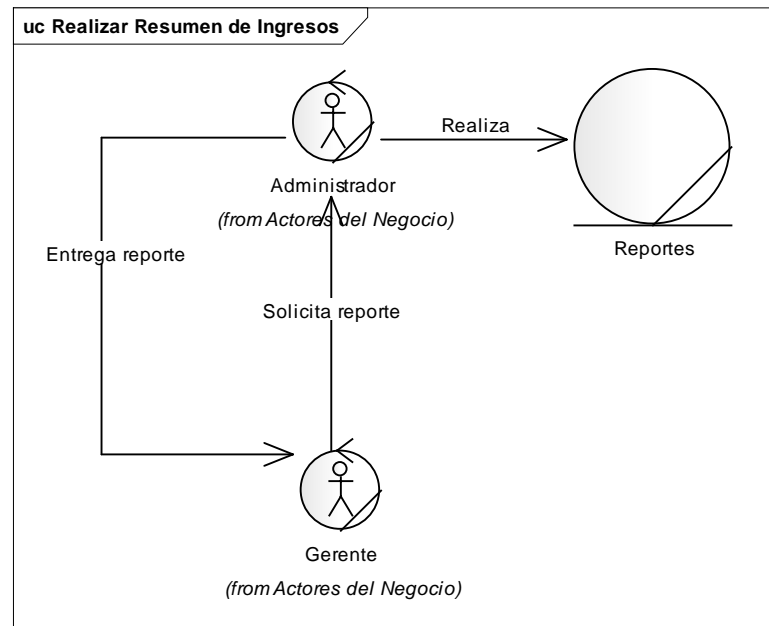 uc Realizar Resumen de Ingresos
Realiza
Administrador
(from Actores del Negocio)
Reportes
Entrega reporte
Solicita reporte
Gerente
(from Actores del Negocio)